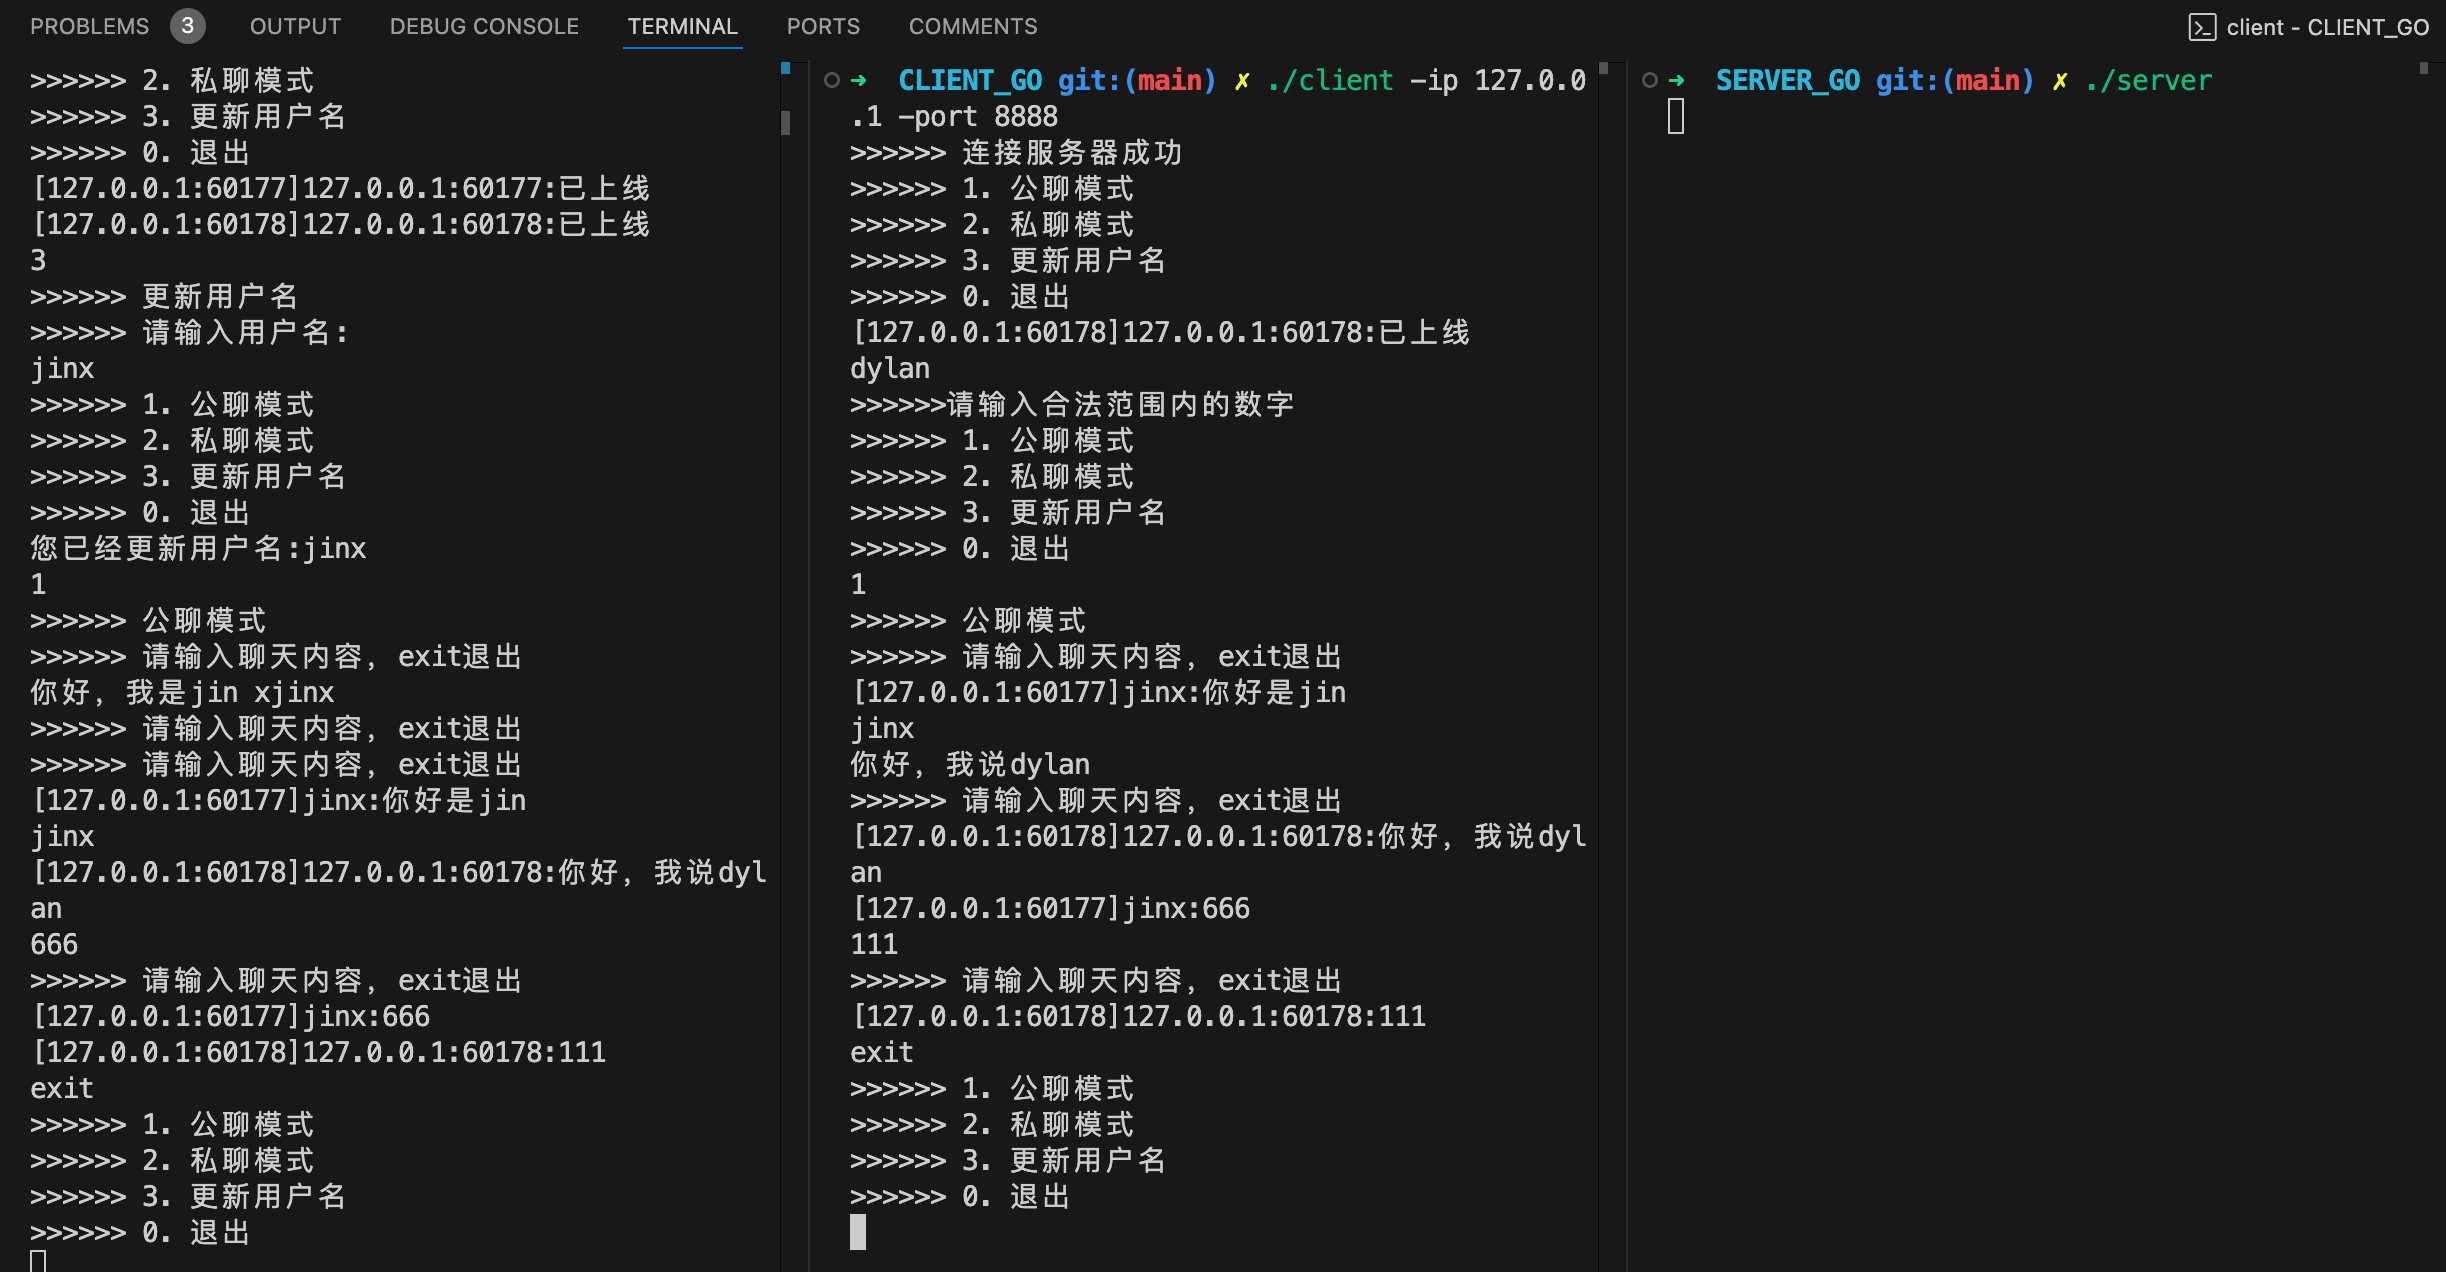 PROBLEMS 3 OUTPUT DEBUG CONSOLE TERMINAL PORTS COMMENTS client - CLIENT_GO
>>>>>> 2. 私聊模式
>>>>>> 3. 更新用户名
>>>>>> 0. 退出
[127.0.0.1:60177]127.0.0.1:60177:已上线
[127.0.0.1:60178]127.0.0.1:60178:已上线
3
>>>>>> 更新用户名
>>>>>> 请输入用户名:
jinx
>>>>>> 1. 公聊模式
>>>>>> 2. 私聊模式
>>>>>> 3. 更新用户名
>>>>>> 0. 退出
您已经更新用户名:jinx
1
>>>>>> 公聊模式
>>>>>> 请输入聊天内容, exit退出
你好, 我是jin xjinx
>>>>>> 请输入聊天内容, exit退出
>>>>>> 请输入聊天内容, exit退出
[127.0.0.1:60177]jinx:你好是jin
jinx
[127.0.0.1:60178]127.0.0.1:60178:你好, 我说dyl
an
666
>>>>>> 请输入聊天内容, exit退出
[127.0.0.1:60177]jinx:666
[127.0.0.1:60178]127.0.0.1:60178:111
exit
>>>>>> 1. 公聊模式
>>>>>> 2. 私聊模式
>>>>>> 3. 更新用户名
>>>>>> 0. 退出
➜ CLIENT_GO git:(main) ✗ ./client -ip 127.0.0
.1 -port 8888
>>>>>> 连接服务器成功
>>>>>> 1. 公聊模式
>>>>>> 2. 私聊模式
>>>>>> 3. 更新用户名
>>>>>> 0. 退出
[127.0.0.1:60178]127.0.0.1:60178:已上线
dylan
>>>>>>请输入合法范围内的数字
>>>>>> 1. 公聊模式
>>>>>> 2. 私聊模式
>>>>>> 3. 更新用户名
>>>>>> 0. 退出
1
>>>>>> 公聊模式
>>>>>> 请输入聊天内容, exit退出
[127.0.0.1:60177]jinx:你好是jin
jinx
你好, 我说dylan
>>>>>> 请输入聊天内容, exit退出
[127.0.0.1:60178]127.0.0.1:60178:你好, 我说dyl
an
[127.0.0.1:60177]jinx:666
111
>>>>>> 请输入聊天内容, exit退出
[127.0.0.1:60178]127.0.0.1:60178:111
exit
>>>>>> 1. 公聊模式
>>>>>> 2. 私聊模式
>>>>>> 3. 更新用户名
>>>>>> 0. 退出
➜ SERVER_GO git:(main) ✗ ./server